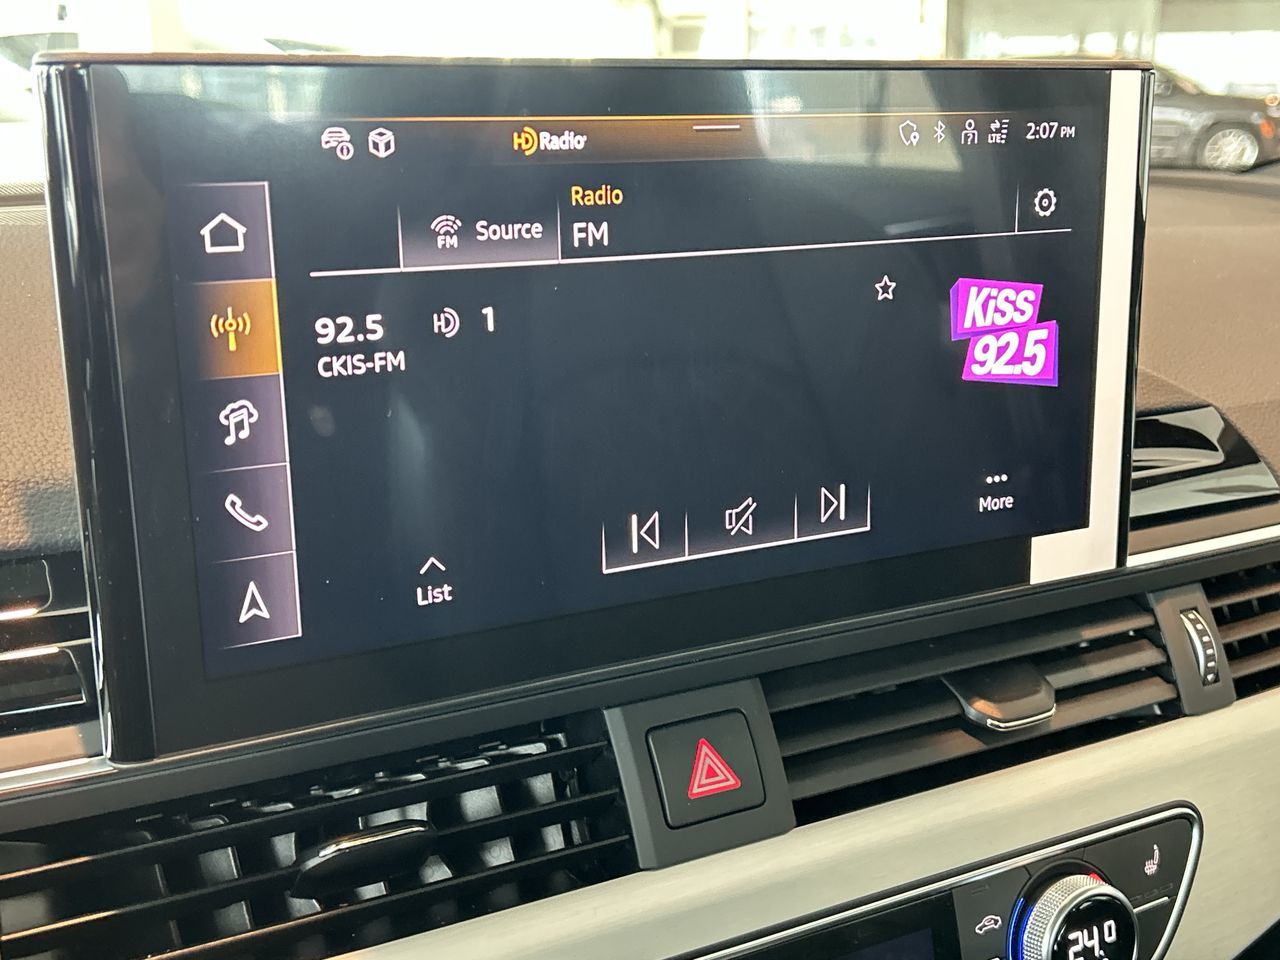 HD Radio
LTE
2:07 PM
Radio
FM
Source
FM
92.5 HD 1
CKIS-FM
KiSS
92.5
More
List
24.0